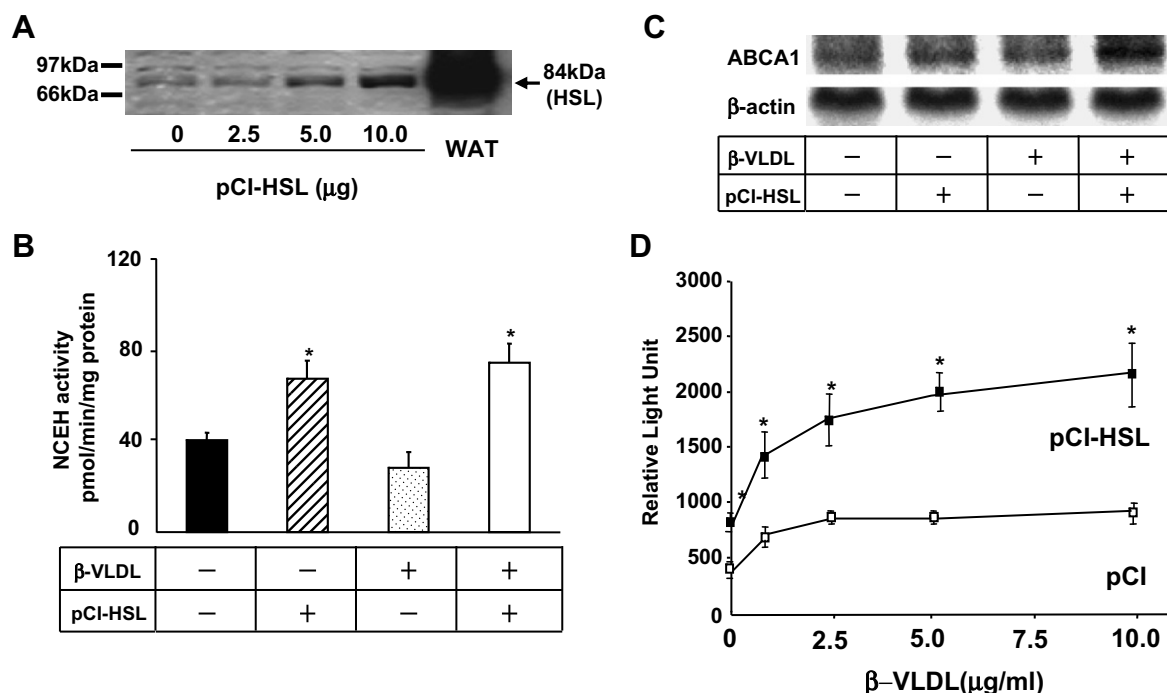 A
97kDa
66kDa
84kDa
(HSL)
0 2.5 5.0 10.0 WAT
pCI-HSL (μg)
B
NCEH activity
pmol/min/mg protein
120
80
40
0
* *
β-VLDL − − + +
pCI-HSL − + − +
C
ABCA1
β-actin
β-VLDL − − + +
pCI-HSL − + − +
D
Relative Light Unit
3000
2500
2000
1500
1000
500
0
* * * * *
pCI-HSL
pCI
0 2.5 5.0 7.5 10.0
β–VLDL(μg/ml)